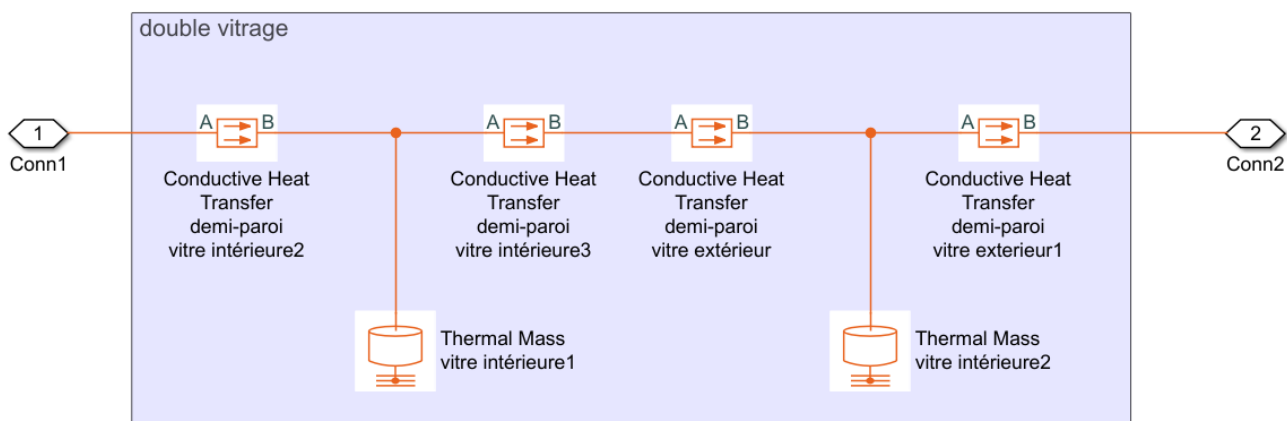 double vitrage
A B
A B
A B
A B
1
2
Conn1
Conn2
Conductive Heat
Transfer
demi-paroi
vitre intérieure2
Conductive Heat
Transfer
demi-paroi
vitre intérieure3
Conductive Heat
Transfer
demi-paroi
vitre extérieur
Conductive Heat
Transfer
demi-paroi
vitre exterieur1
Thermal Mass
vitre intérieure1
Thermal Mass
vitre intérieure2